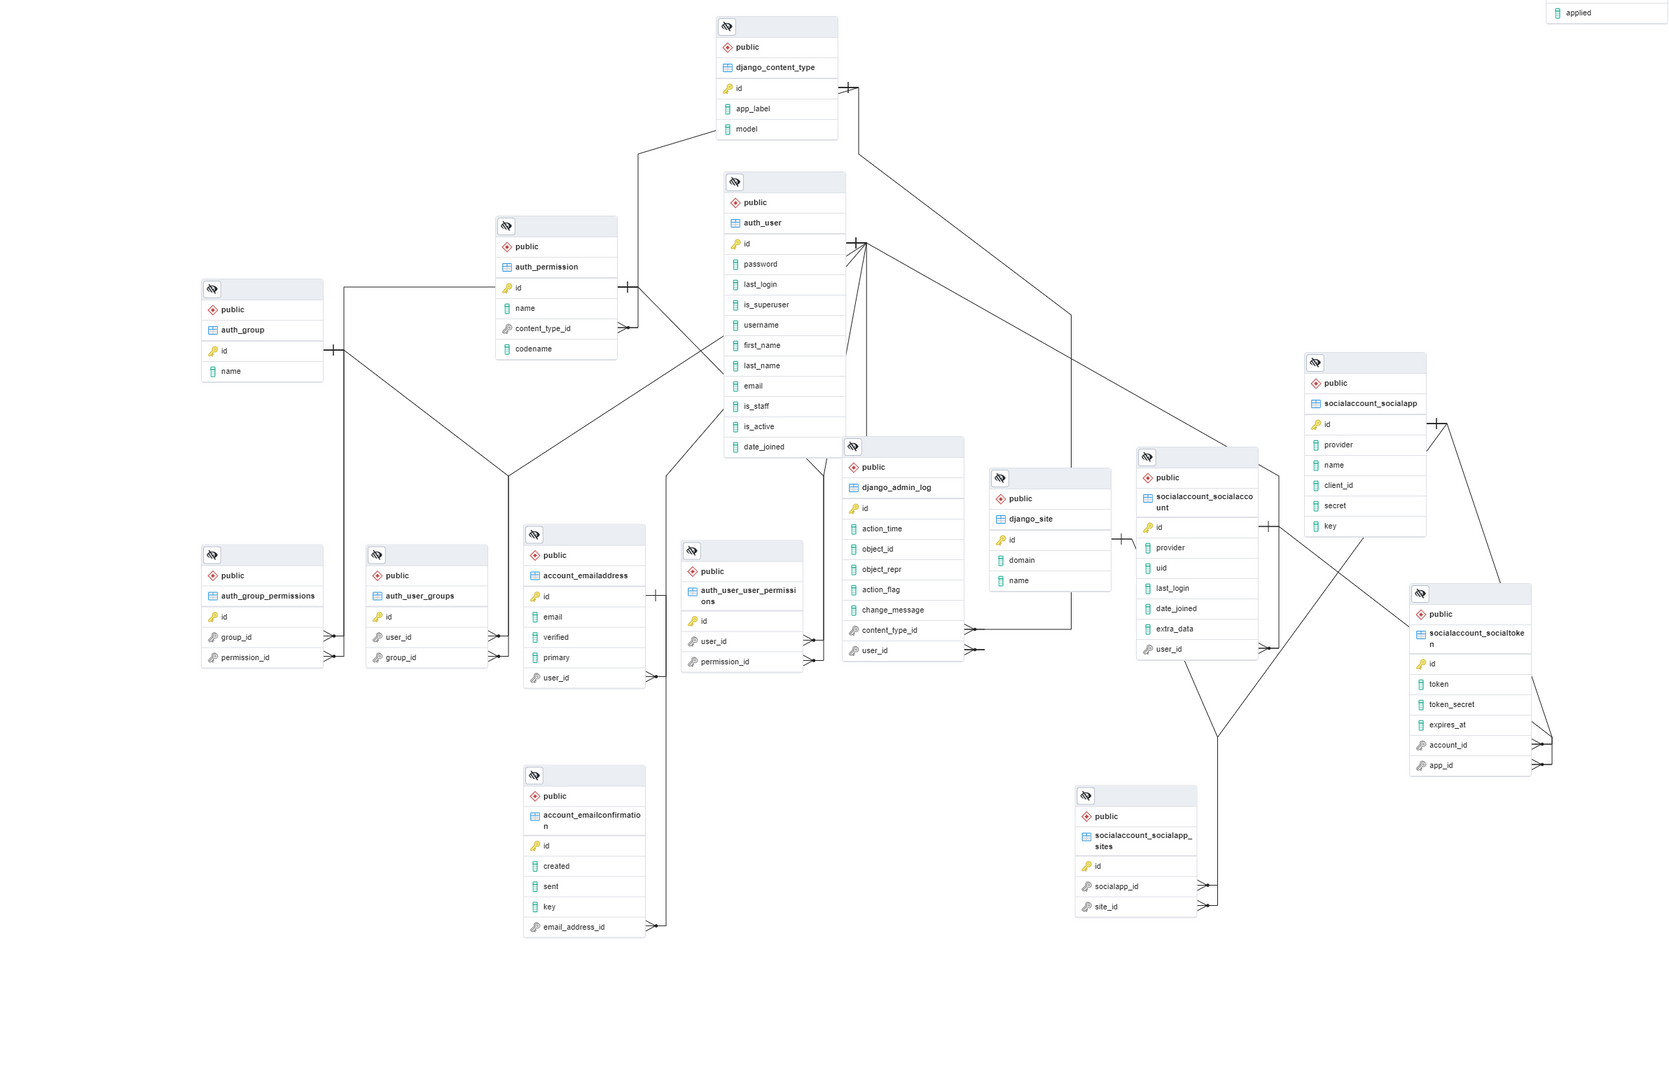 applied
public
django_content_type
id
app_label
model
public
auth_user
id
password
last_login
is_superuser
username
first_name
last_name
email
is_staff
is_active
date_joined
public
auth_permission
id
name
content_type_id
codename
public
auth_group
id
name
public
socialaccount_socialapp
id
provider
name
client_id
secret
key
public
django_admin_log
id
action_time
object_id
object_repr
action_flag
change_message
content_type_id
user_id
public
socialaccount_socialacco
unt
id
provider
uid
last_login
date_joined
extra_data
user_id
public
django_site
id
domain
name
public
auth_group_permissions
id
group_id
permission_id
public
auth_user_groups
id
user_id
group_id
public
account_emailaddress
id
email
verified
primary
user_id
public
auth_user_user_permissi
ons
id
user_id
permission_id
public
socialaccount_socialtoke
n
id
token
token_secret
expires_at
account_id
app_id
public
account_emailconfirmatio
n
id
created
sent
key
email_address_id
public
socialaccount_socialapp_
sites
id
socialapp_id
site_id